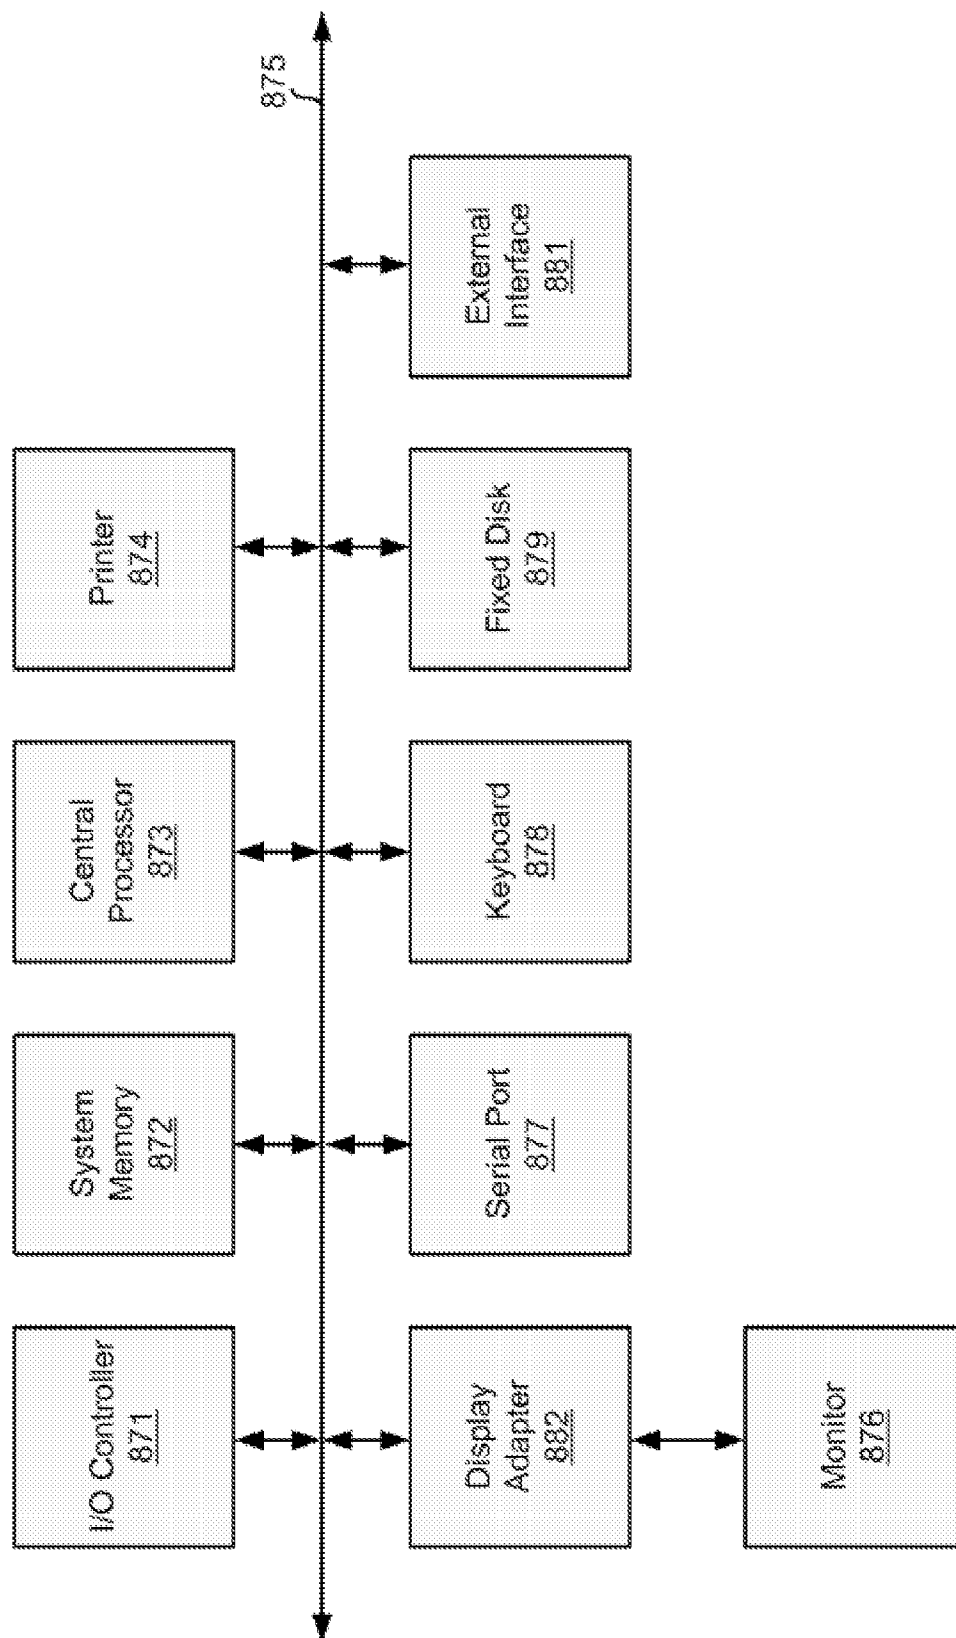 I/O Controller
871
System
Memory
872
Central
Processor
873
Printer
874
875
Display
Adapter
882
Serial Port
877
Keyboard
878
Fixed Disk
879
External
Interface
881
Monitor
876